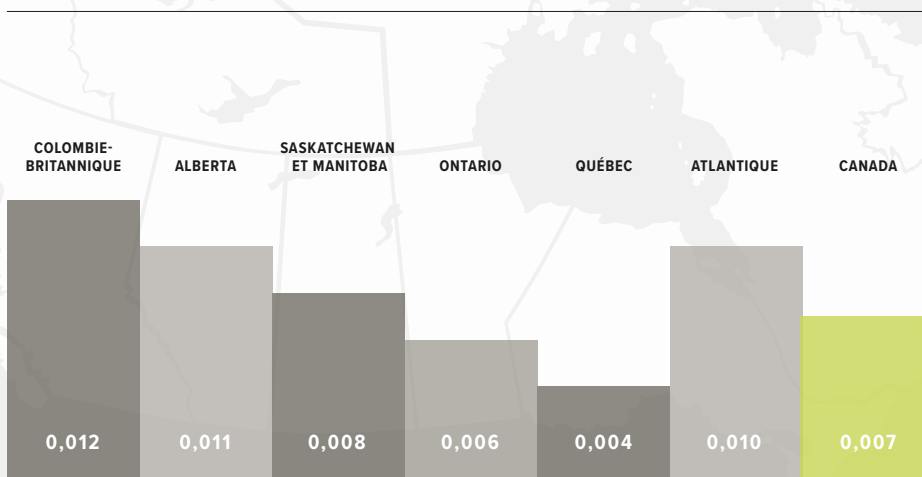 COLOMBIE-
BRITANNIQUE
ALBERTA
SASKATCHEWAN
ET MANITOBA
ONTARIO
QUÉBEC
ATLANTIQUE
CANADA
0,012
0,011
0,008
0,006
0,004
0,010
0,007